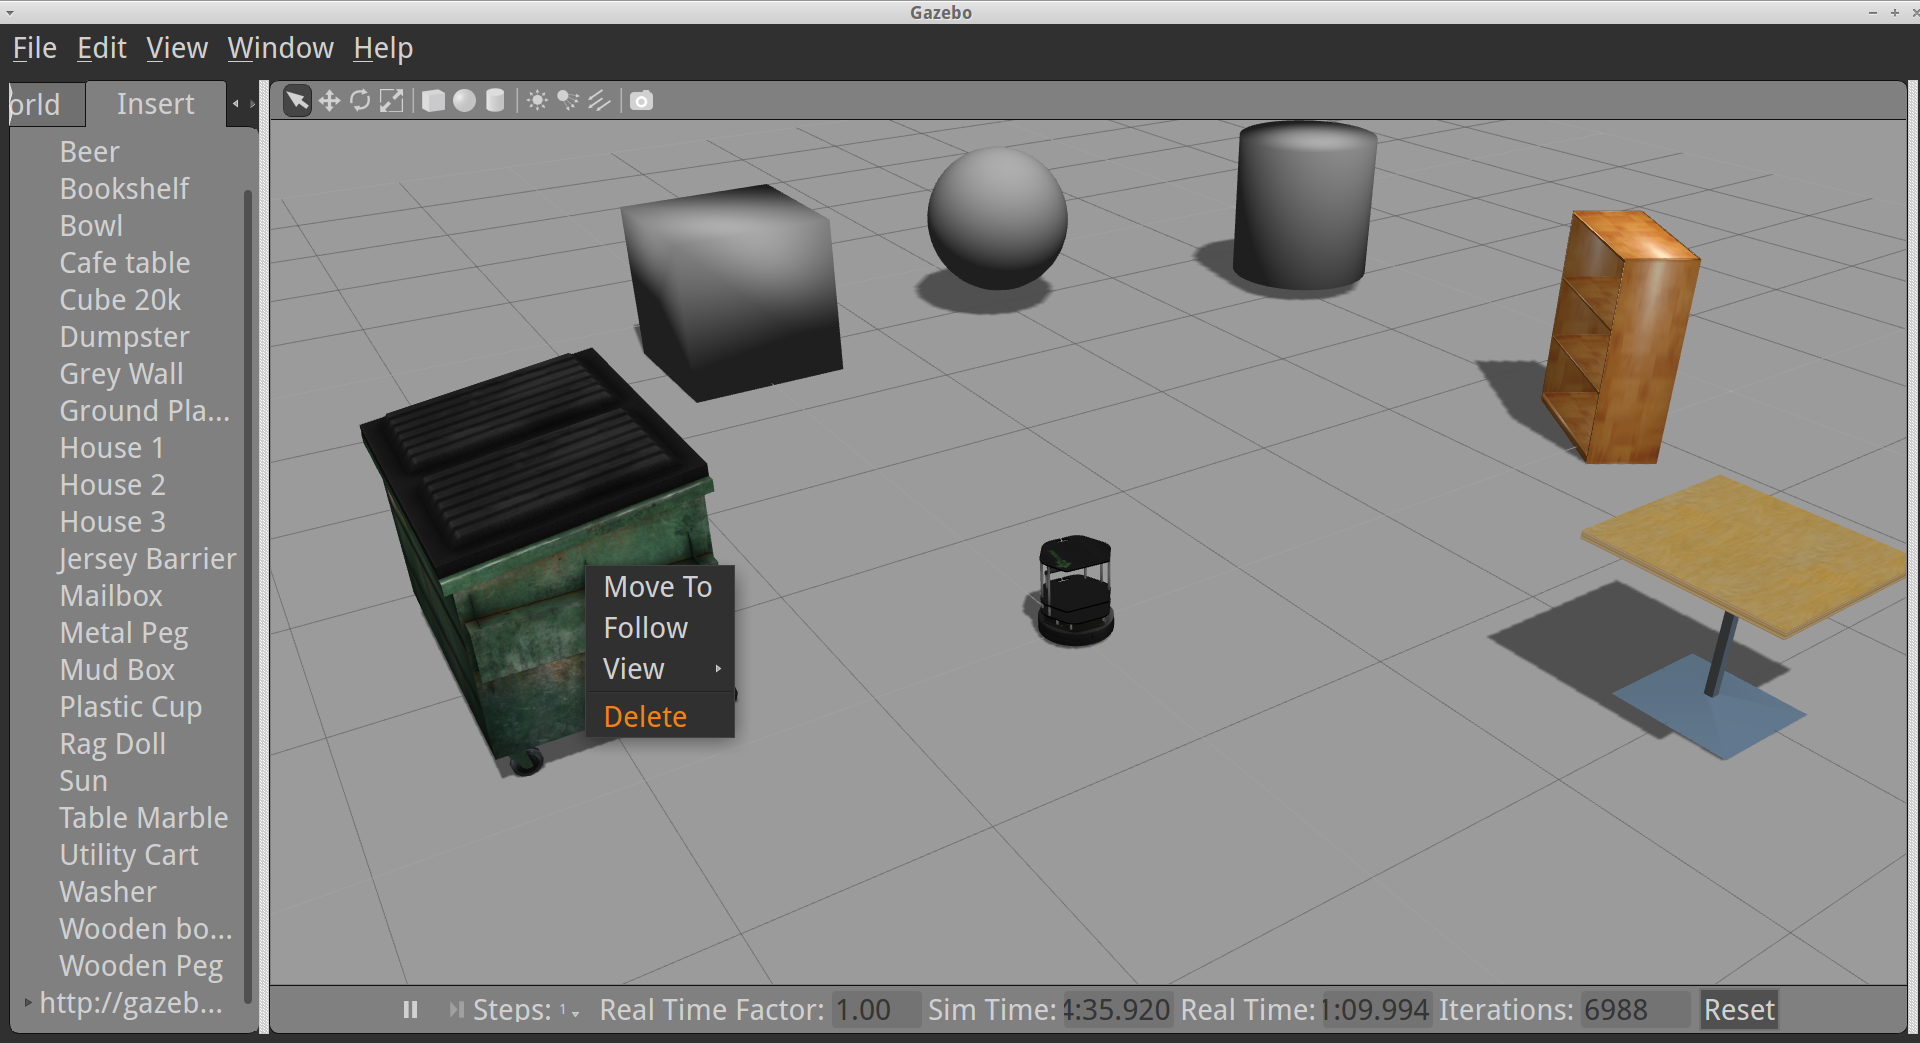 Gazebo
File Edit View Window Help
orld Insert
Beer
Bookshelf
Bowl
Cafe table
Cube 20k
Dumpster
Grey Wall
Ground Pla...
House 1
House 2
House 3
Jersey Barrier
Mailbox
Metal Peg
Mud Box
Plastic Cup
Rag Doll
Sun
Table Marble
Utility Cart
Washer
Wooden bo...
Wooden Peg
http://gazeb...
Move To
Follow
View
Delete
Steps: 1 Real Time Factor: 1.00 Sim Time: 4:35.920 Real Time: 1:09.994 Iterations: 6988 Reset